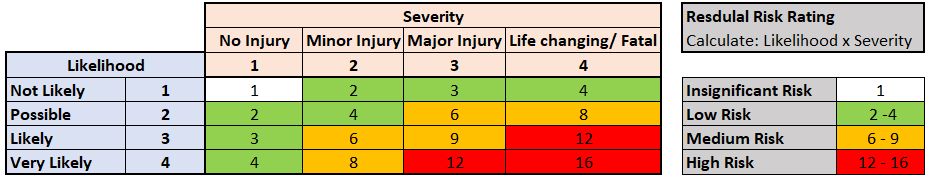 Severity
No Injury Minor Injury Major Injury Life changing/ Fatal
Likelihood 1 2 3 4
Not Likely 1 1 2 3 4
Possible 2 2 4 6 8
Likely 3 3 6 9 12
Very Likely 4 4 8 12 16
Resdulal Risk Rating
Calculate: Likelihood x Severity
Insignificant Risk 1
Low Risk 2 -4
Medium Risk 6 - 9
High Risk 12 - 16